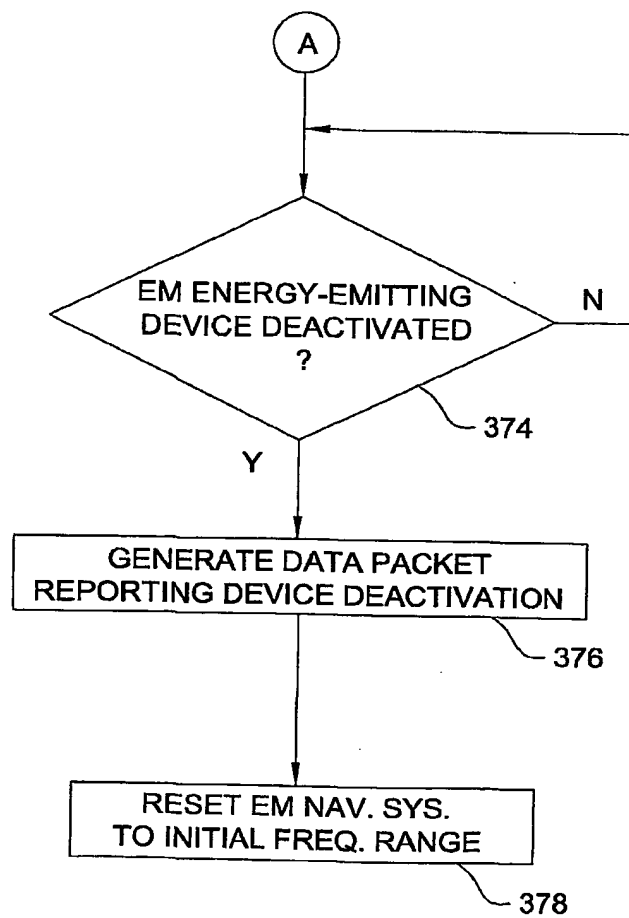 A
EM ENERGY-EMITTING
DEVICE DEACTIVATED
?
N
374
Y
GENERATE DATA PACKET
REPORTING DEVICE DEACTIVATION
376
RESET EM NAV. SYS.
TO INITIAL FREQ. RANGE
378